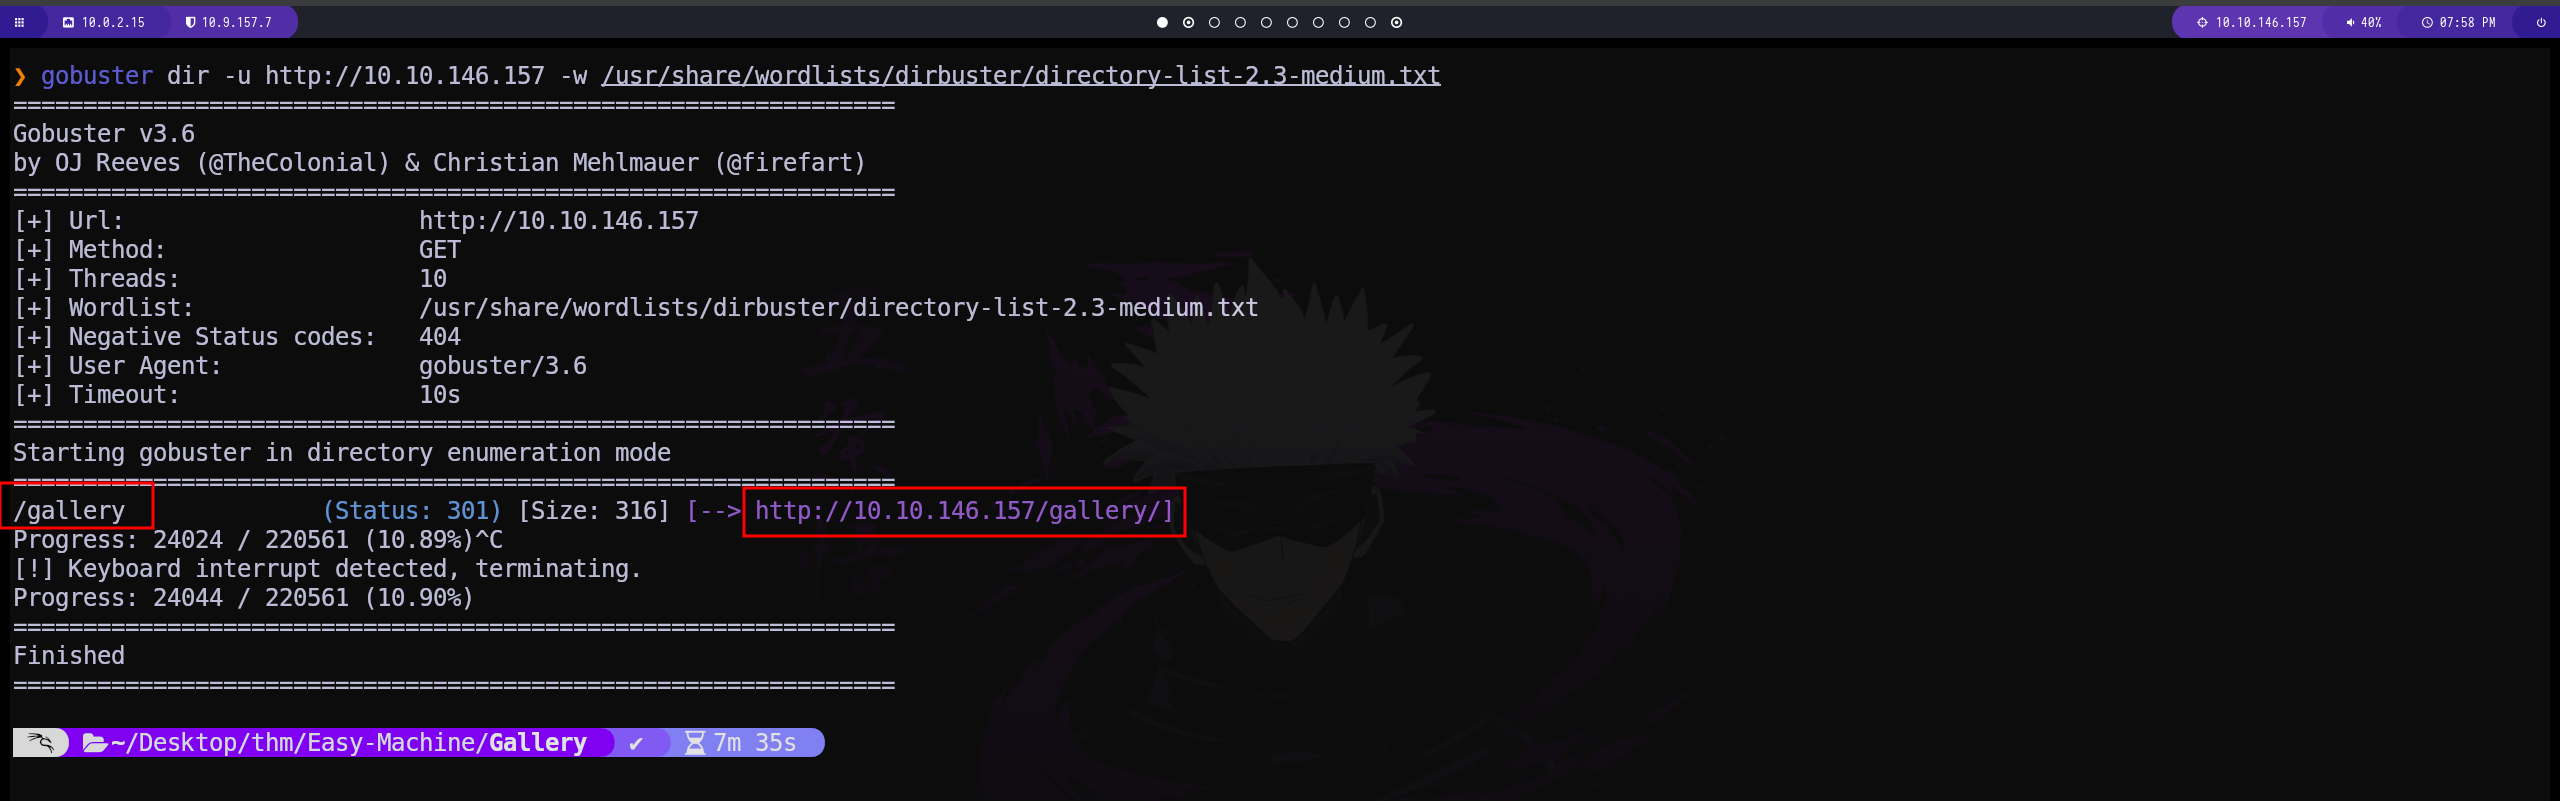 10.0.2.15 10.9.157.7 10.10.146.157 40% 07:58 PM
❯ gobuster dir -u http://10.10.146.157 -w /usr/share/wordlists/dirbuster/directory-list-2.3-medium.txt
===============================================================
Gobuster v3.6
by OJ Reeves (@TheColonial) & Christian Mehlmauer (@firefart)
===============================================================
[+] Url:                     http://10.10.146.157
[+] Method:                  GET
[+] Threads:                 10
[+] Wordlist:                /usr/share/wordlists/dirbuster/directory-list-2.3-medium.txt
[+] Negative Status codes:   404
[+] User Agent:              gobuster/3.6
[+] Timeout:                 10s
===============================================================
Starting gobuster in directory enumeration mode
===============================================================
/gallery              (Status: 301) [Size: 316] [--> http://10.10.146.157/gallery/]
Progress: 24024 / 220561 (10.89%)^C
[!] Keyboard interrupt detected, terminating.
Progress: 24044 / 220561 (10.90%)
===============================================================
Finished
===============================================================
~/Desktop/thm/Easy-Machine/Gallery ✔ 7m 35s